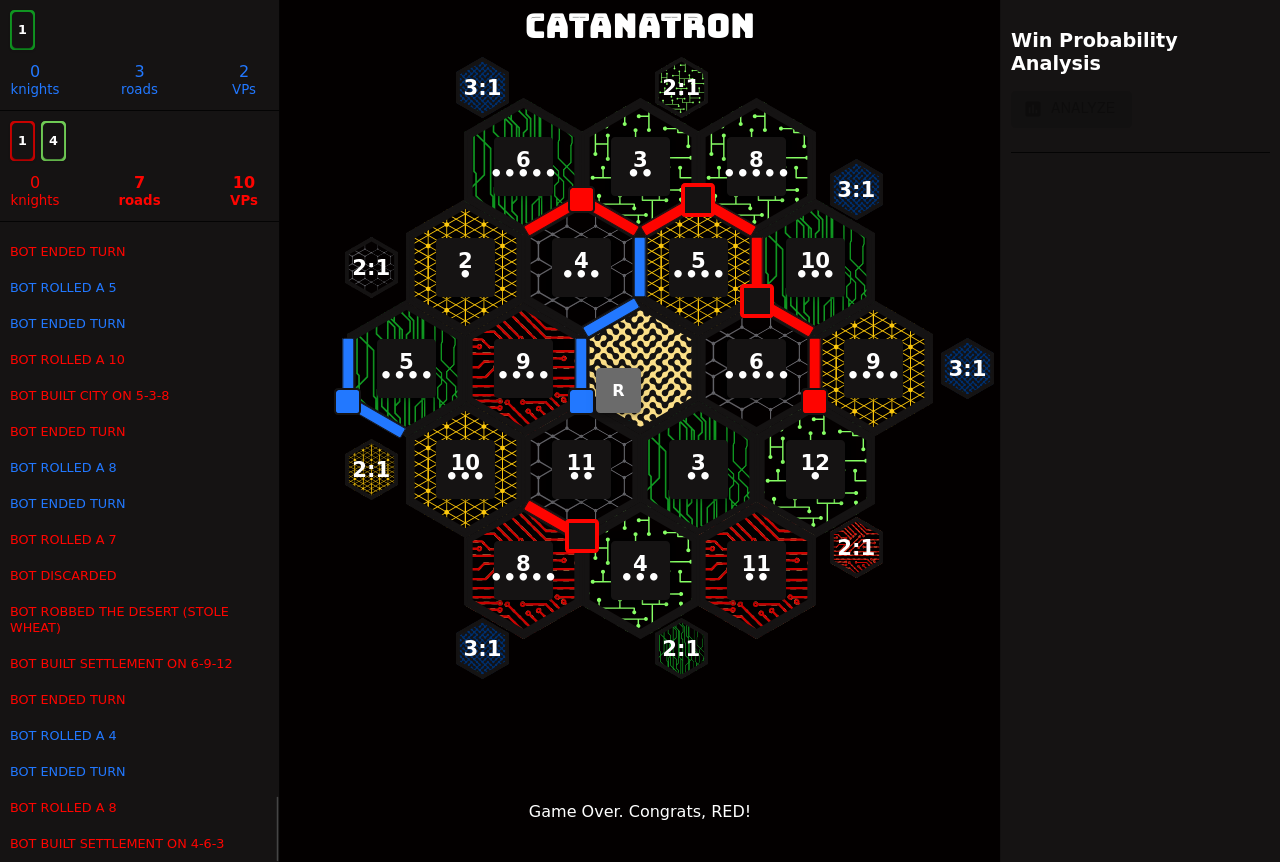 1
0 3 2
knights roads VPs
1 4
0 7 10
knights roads VPs
BOT ENDED TURN
BOT ROLLED A 5
BOT ENDED TURN
BOT ROLLED A 10
BOT BUILT CITY ON 5-3-8
BOT ENDED TURN
BOT ROLLED A 8
BOT ENDED TURN
BOT ROLLED A 7
BOT DISCARDED
BOT ROBBED THE DESERT (STOLE
WHEAT)
BOT BUILT SETTLEMENT ON 6-9-12
BOT ENDED TURN
BOT ROLLED A 4
BOT ENDED TURN
BOT ROLLED A 8
BOT BUILT SETTLEMENT ON 4-6-3
CATANATRON
3:1 2:1
6 3 8
3:1
2:1 2 4 5 10
5 9 6 9 3:1
R
2:1 10 11 3 12
2:1
8 4 11
3:1 2:1
Game Over. Congrats, RED!
Win Probability
Analysis
ANALYZE